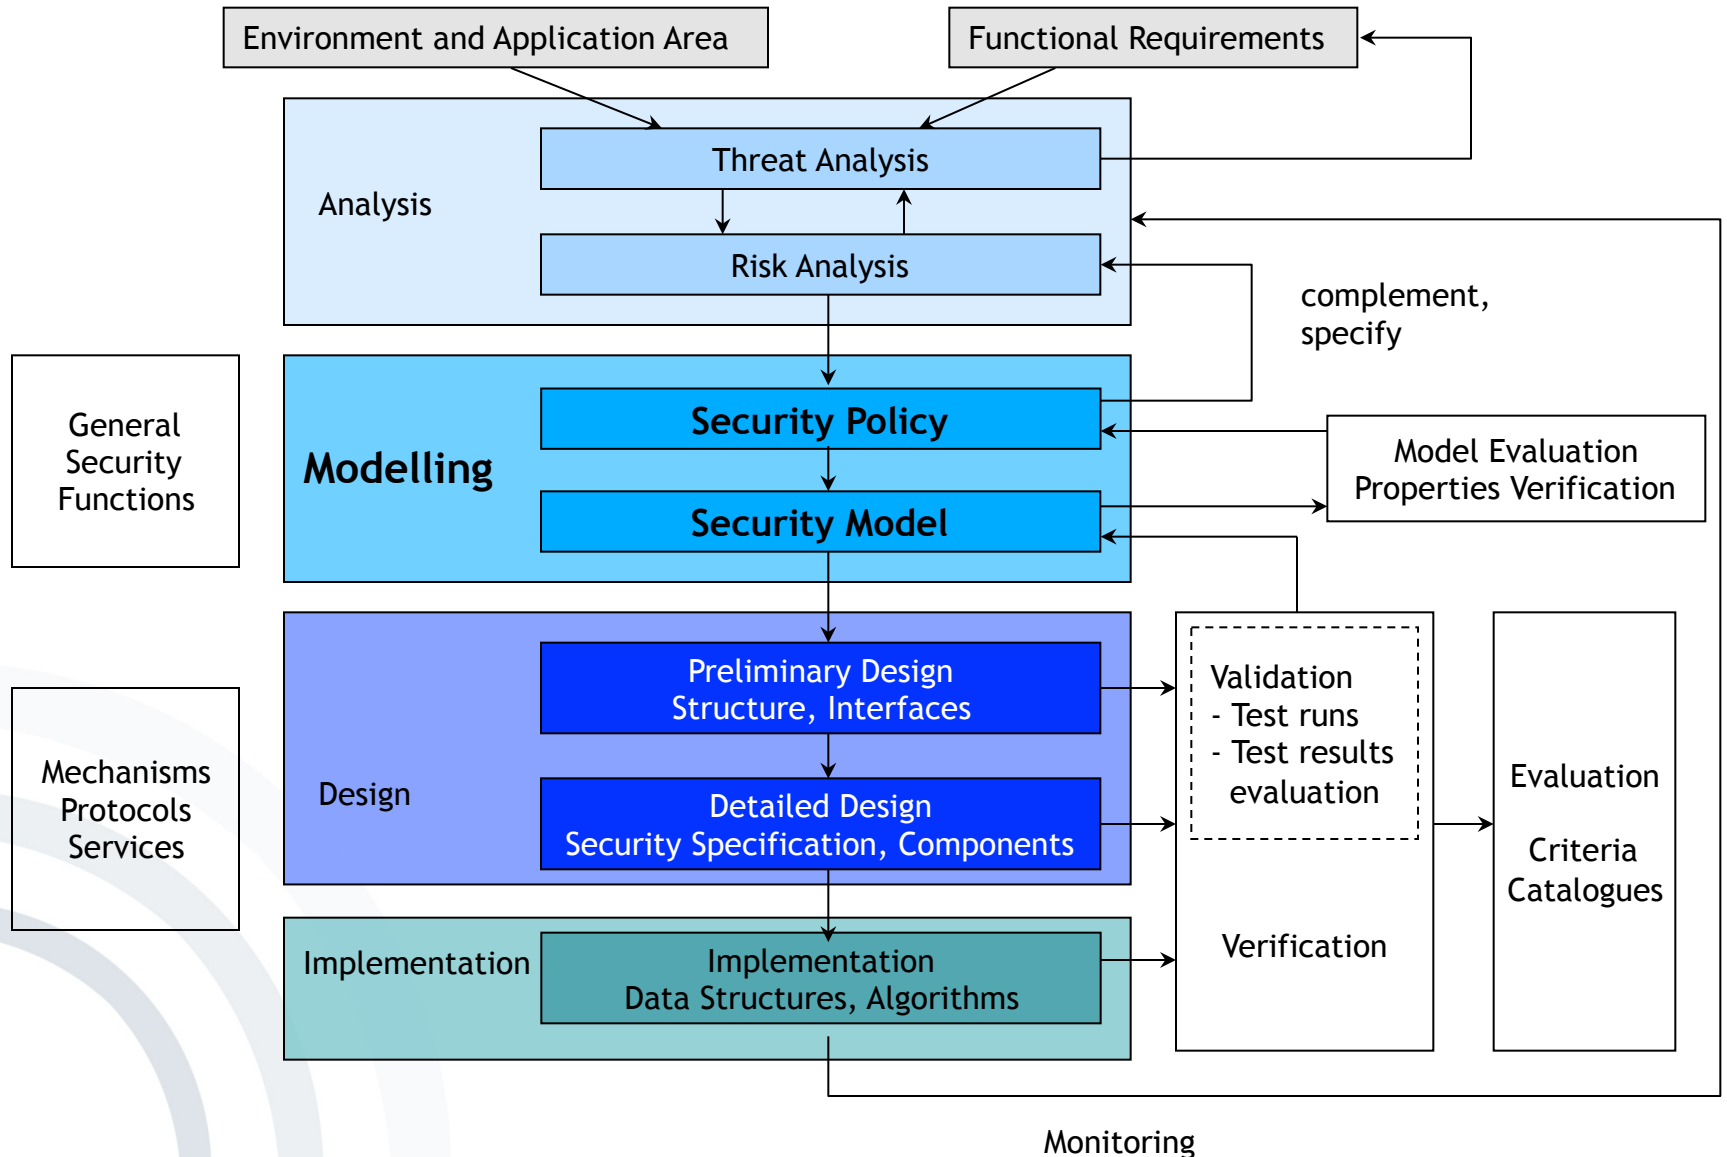 Environment and Application Area
Functional Requirements
Analysis
Threat Analysis
Risk Analysis
complement,
specify
General
Security
Functions
Modelling
Security Policy
Security Model
Model Evaluation
Properties Verification
Mechanisms
Protocols
Services
Design
Preliminary Design
Structure, Interfaces
Detailed Design
Security Specification, Components
Validation
- Test runs
- Test results
evaluation
Verification
Evaluation
Criteria
Catalogues
Implementation
Implementation
Data Structures, Algorithms
Monitoring